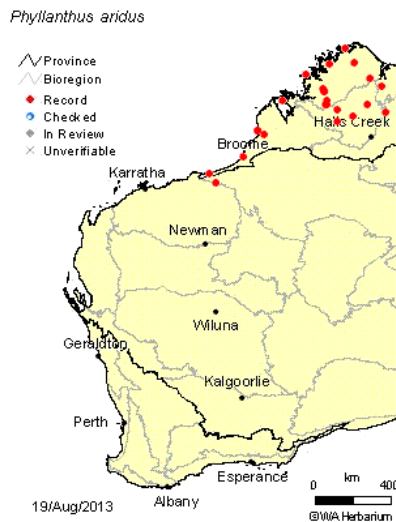 Phyllanthus aridus
Province
Bioregion
Record
Checked
In Review
Unverifiable
Halls Creek
Broome
Karratha
Newman
Wiluna
Geraldton
Kalgoorlie
Perth
Esperance
Albany
19/Aug/2013
km
0 400
@WA Herbarium